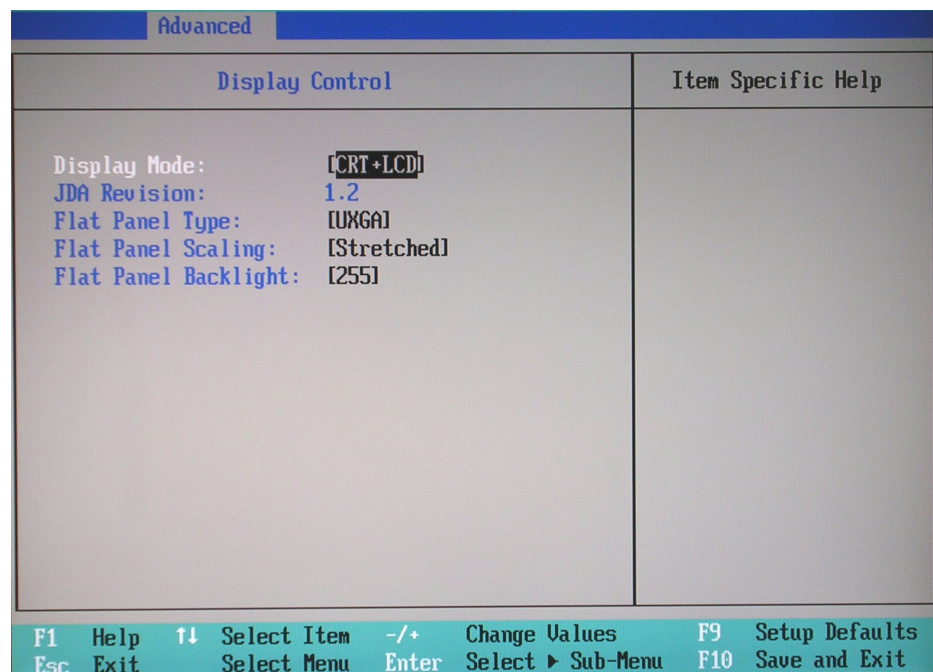 Advanced
Display Control
Item Specific Help
Display Mode: [CRT+LCD]
JDA Revision: 1.2
Flat Panel Type: [UXGA]
Flat Panel Scaling: [Stretched]
Flat Panel Backlight: [255]
F1 Help ↑↓ Select Item -/+ Change Values F9 Setup Defaults
Esc Exit Select Menu Enter Select ▶ Sub-Menu F10 Save and Exit